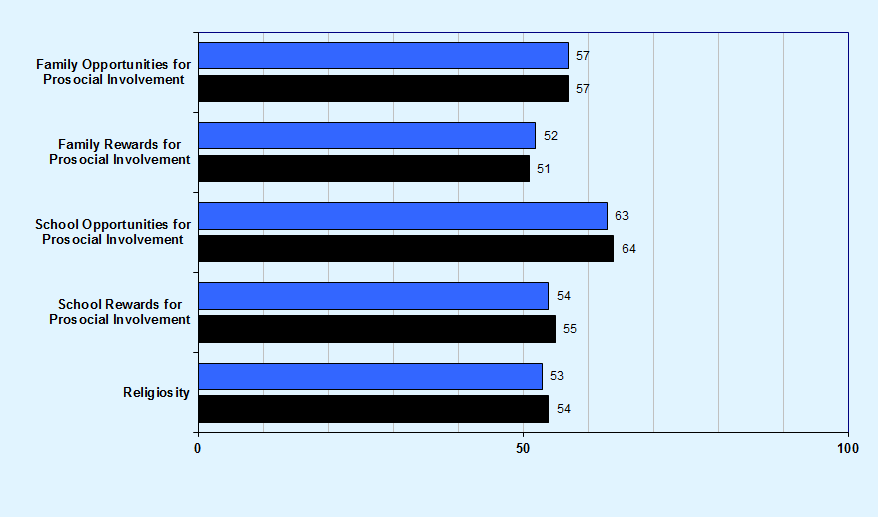 Family Opportunities for
Prosocial Involvement
57
57
Family Rewards for
Prosocial Involvement
52
51
School Opportunities for
Prosocial Involvement
63
64
School Rewards for
Prosocial Involvement
54
55
Religiosity
53
54
0
50
100